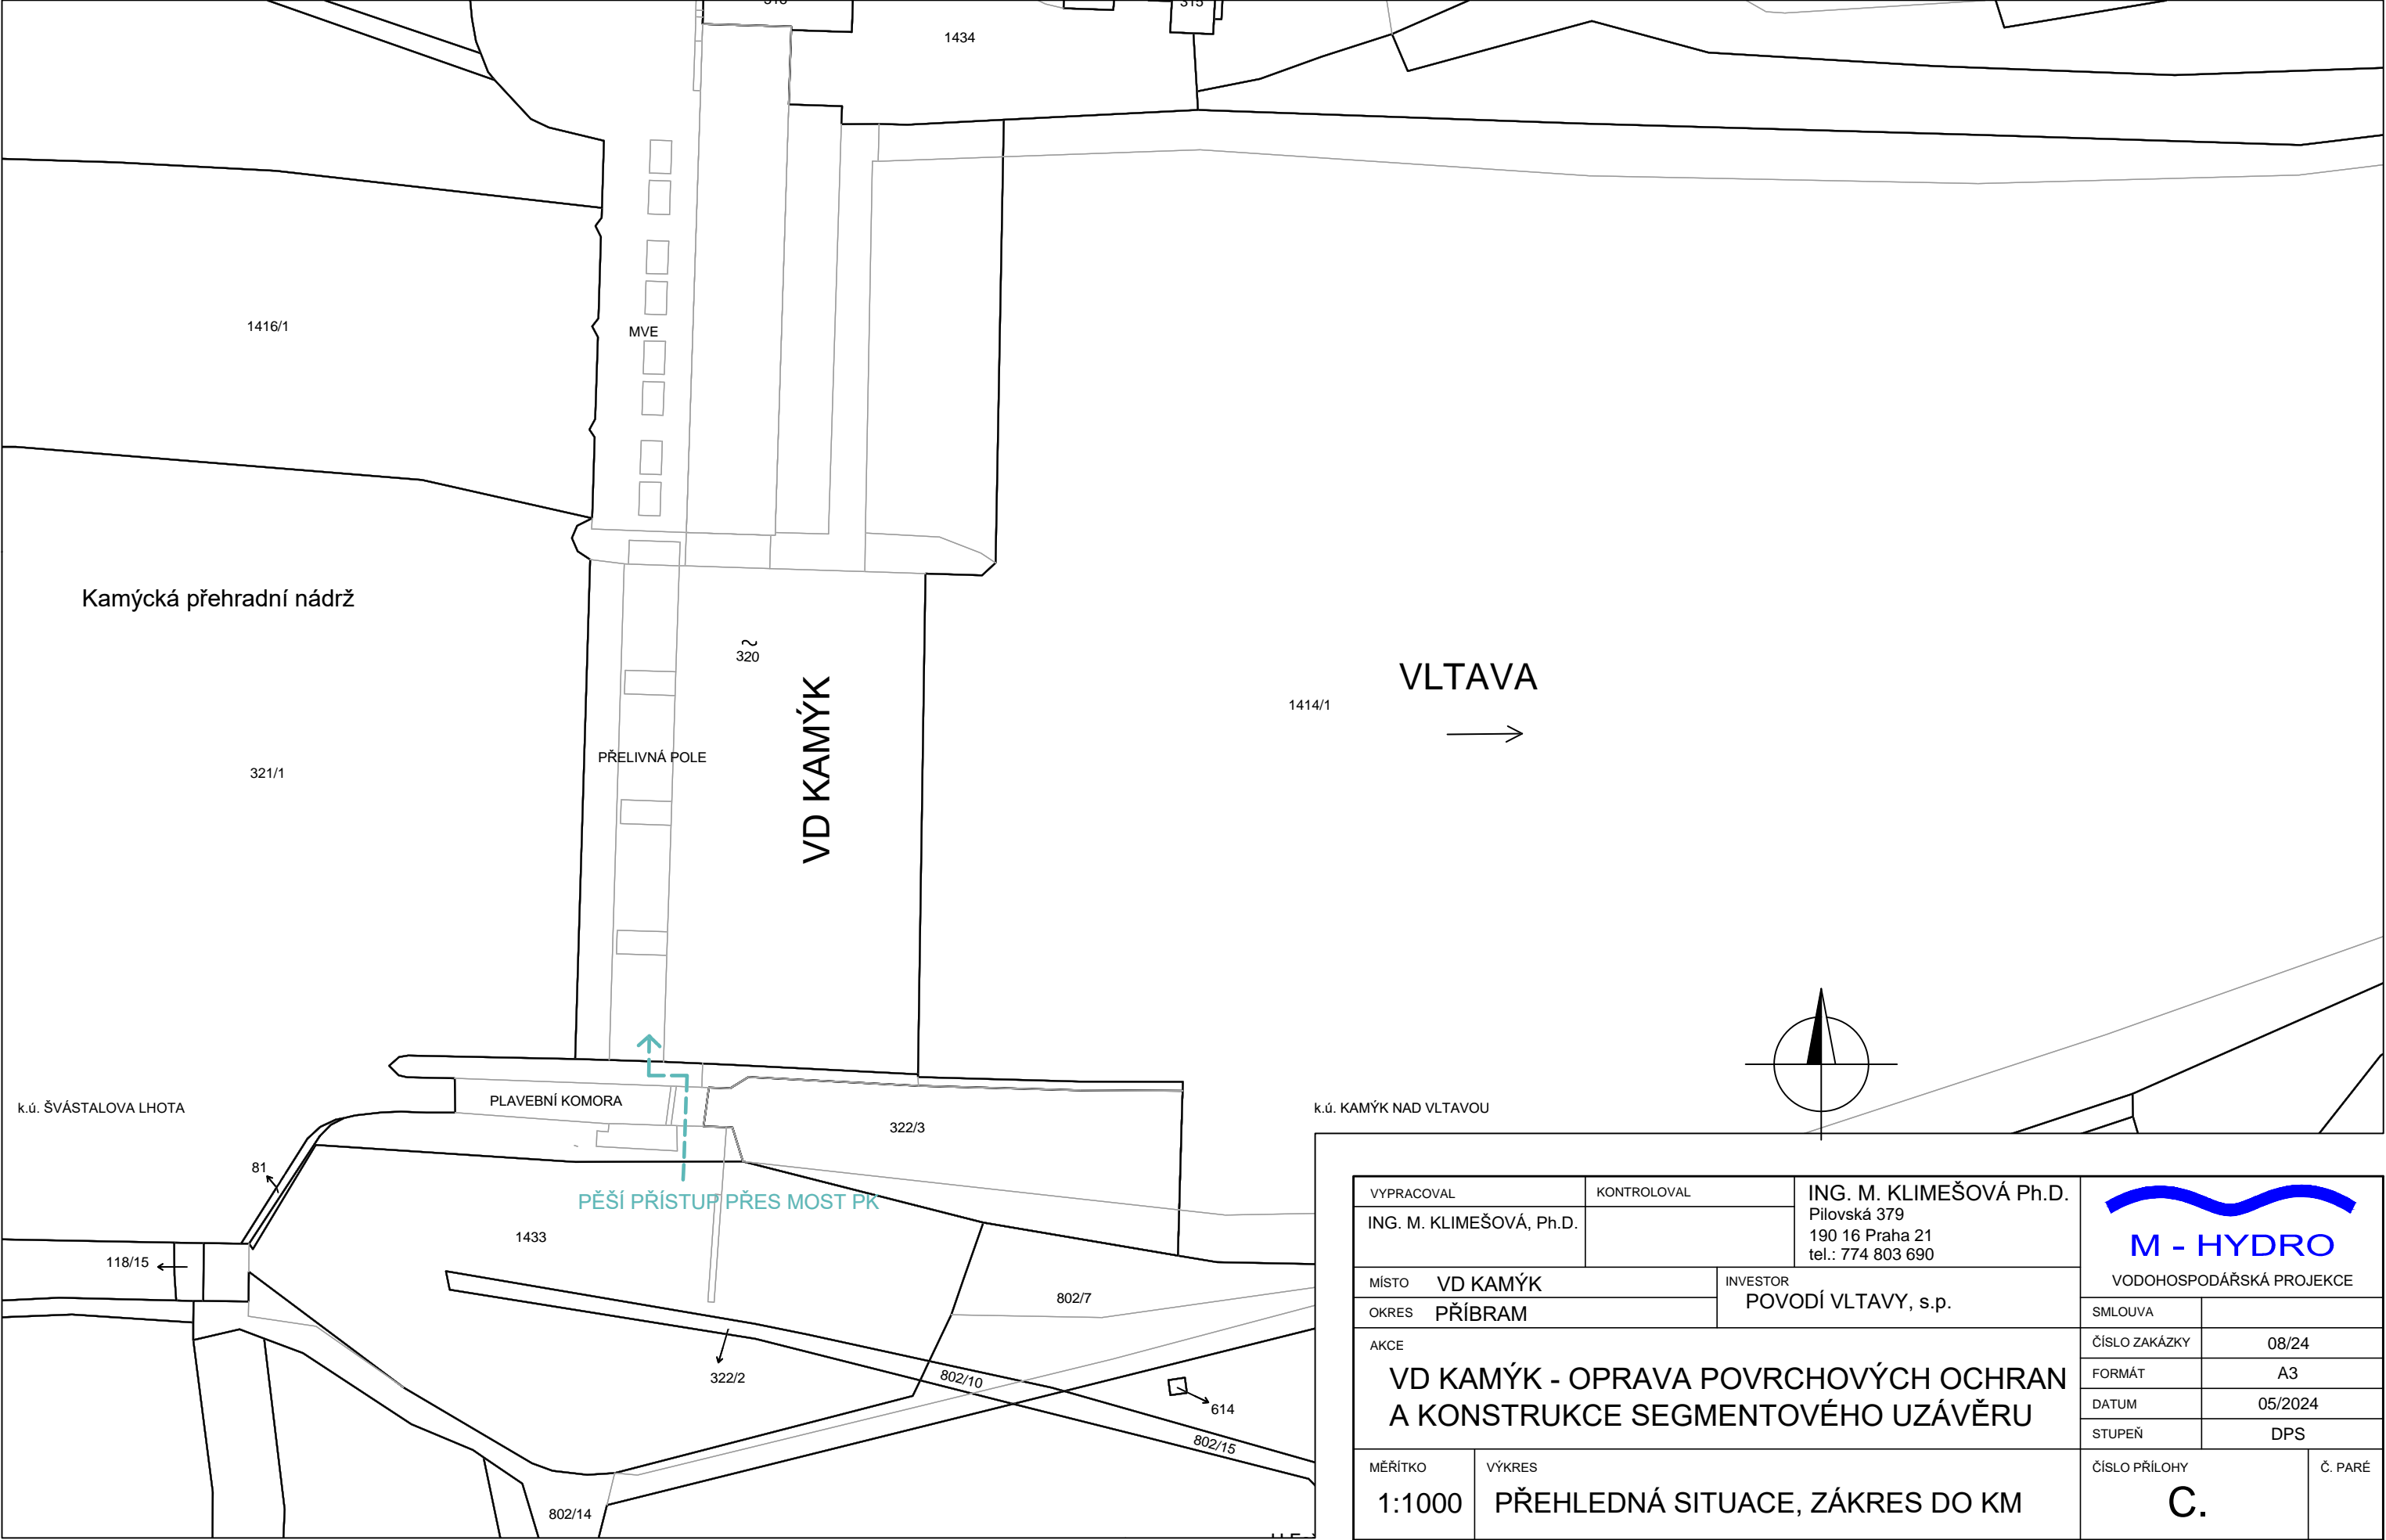 315
1434
1416/1
MVE
Kamýcká přehradní nádrž
~
320
VD KAMÝK
VLTAVA
1414/1
PŘELIVNÁ POLE
321/1
k.ú. ŠVÁSTALOVA LHOTA
PLAVEBNÍ KOMORA
k.ú. KAMÝK NAD VLTAVOU
322/3
81
PĚŠÍ PŘÍSTUP PŘES MOST PK
1433
118/15
802/7
322/2
802/10
614
802/15
802/14
VYPRACOVAL
ING. M. KLIMEŠOVÁ, Ph.D.
KONTROLOVAL
ING. M. KLIMEŠOVÁ Ph.D.
Pilovská 379
190 16 Praha 21
tel.: 774 803 690
M - HYDRO
VODOHOSPODÁŘSKÁ PROJEKCE
MÍSTO VD KAMÝK
OKRES PŘÍBRAM
INVESTOR
POVODÍ VLTAVY, s.p.
SMLOUVA
ČÍSLO ZAKÁZKY 08/24
FORMÁT A3
DATUM 05/2024
STUPEŇ DPS
AKCE
VD KAMÝK - OPRAVA POVRCHOVÝCH OCHRAN
A KONSTRUKCE SEGMENTOVÉHO UZÁVĚRU
MĚŘÍTKO
1:1000
VÝKRES
PŘEHLEDNÁ SITUACE, ZÁKRES DO KM
ČÍSLO PŘÍLOHY
C.
Č. PARÉ